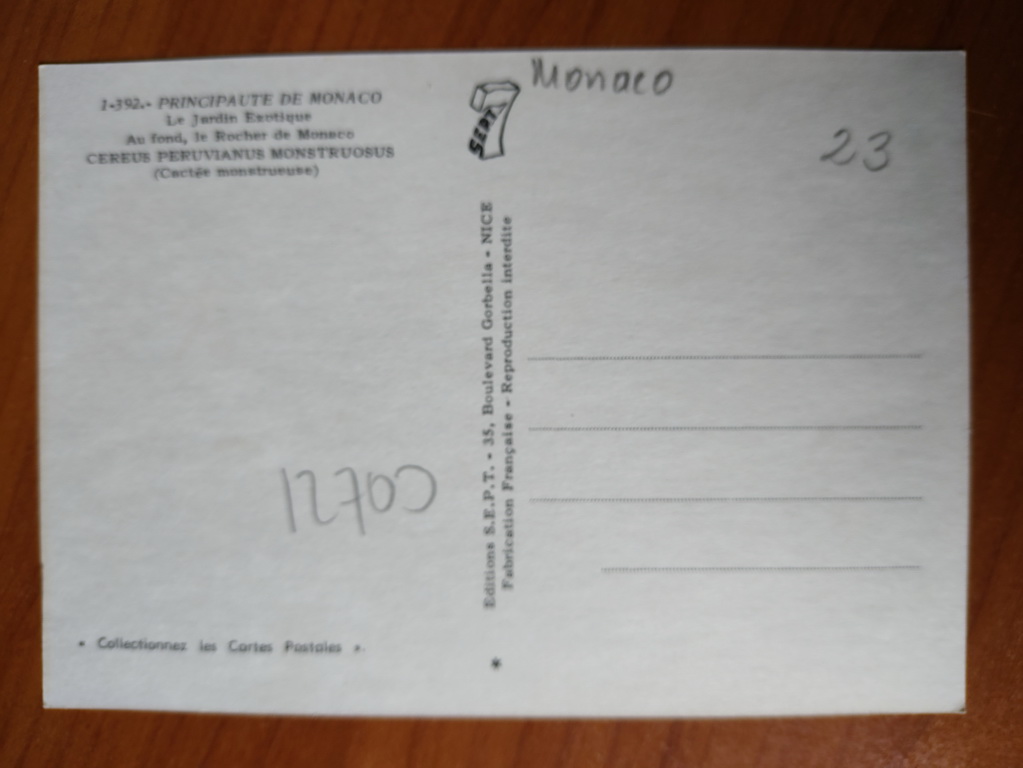 1-392.- PRINCIPAUTE DE MONACO
Le Jardin Exotique
Au fond, le Rocher de Monaco
CEREUS PERUVIANUS MONSTRUOSUS
(Cactée monstrueuse)
C0721
« Collectionnez les Cartes Postales ».
SEPT
7
Editions S.E.P.T. - 35, Boulevard Gorbella - NICE
Fabrication Française - Reproduction interdite
*
Monaco
23